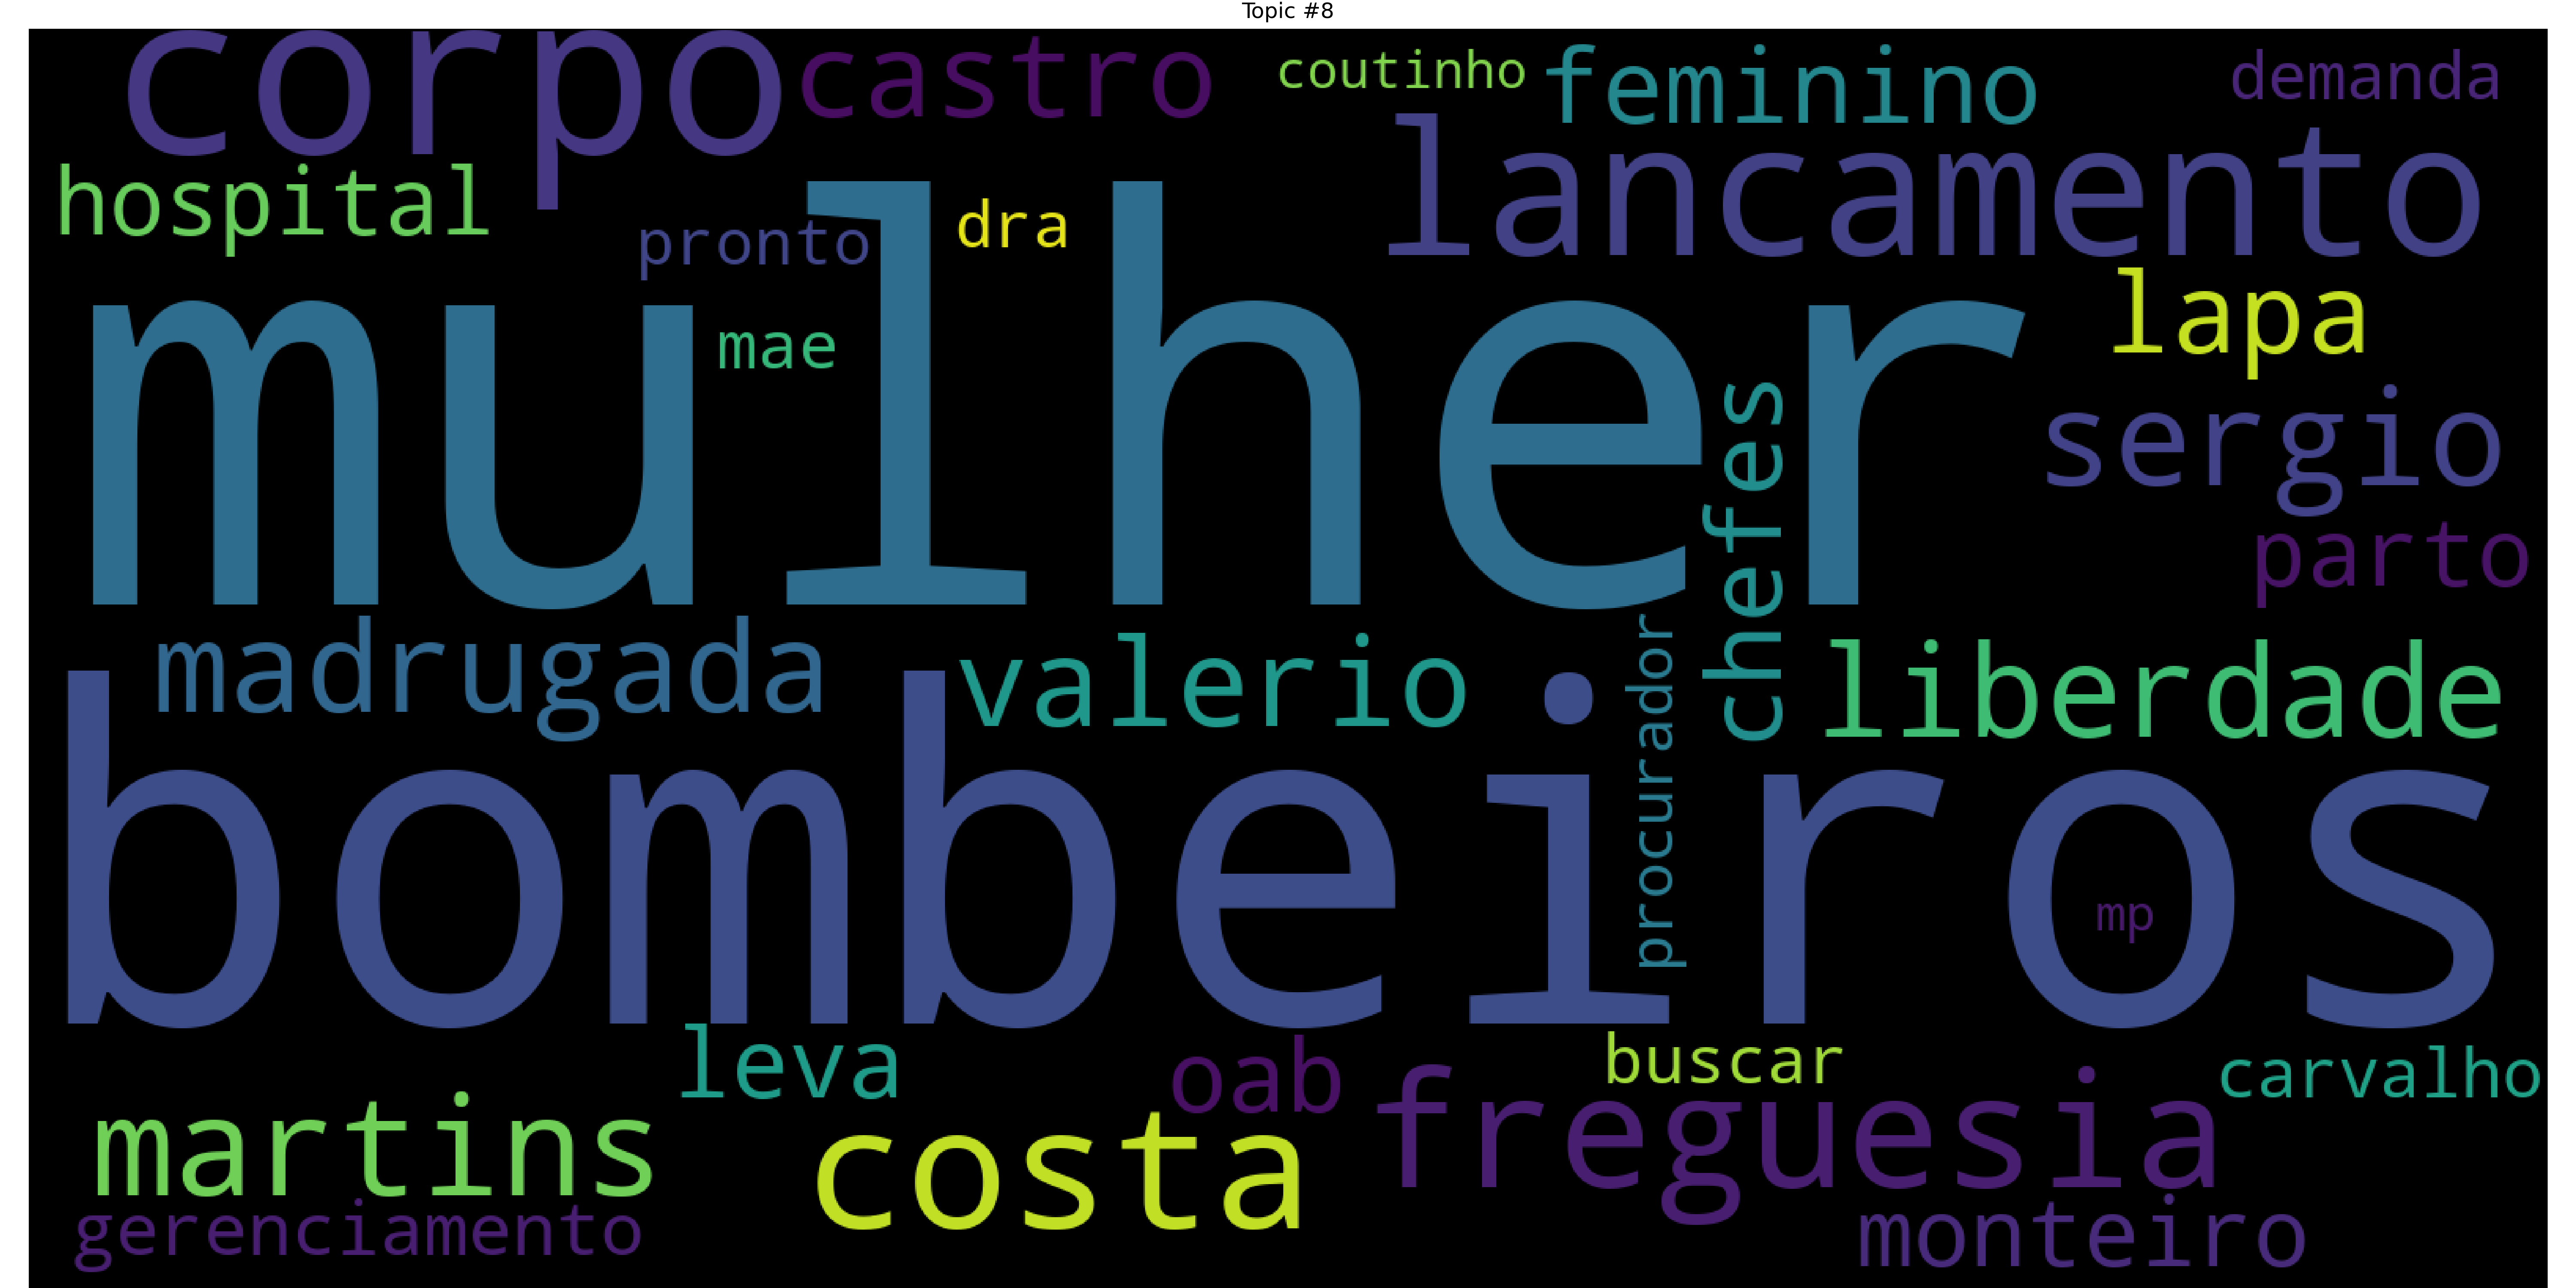 Topic #8
corpo
castro
coutinho
feminino
demanda
lancamento
hospital
pronto
dra
mulher
mae
lapa
sergio
chefes
parto
madrugada
valerio
procurador
liberdade
bombeiros
mp
leva
oab
buscar
carvalho
martins
costa
freguesia
gerenciamento
monteiro